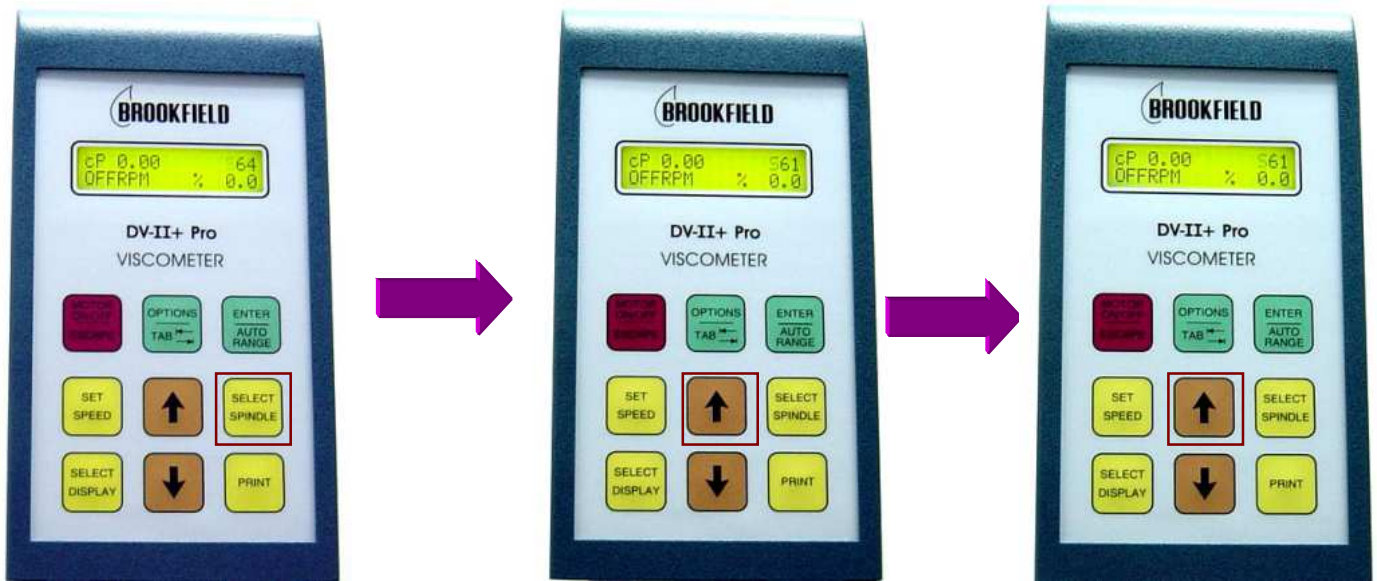 BROOKFIELD
cP 0.00 S64
OFFRPM % 0.0
DV-II+ Pro
VISCOMETER
MOTOR ON/OFF ESCAPE
OPTIONS TAB
ENTER AUTO RANGE
SET SPEED
SELECT SPINDLE
SELECT DISPLAY
PRINT
BROOKFIELD
cP 0.00 S61
OFFRPM % 0.0
DV-II+ Pro
VISCOMETER
MOTOR ON/OFF ESCAPE
OPTIONS TAB
ENTER AUTO RANGE
SET SPEED
SELECT SPINDLE
SELECT DISPLAY
PRINT
BROOKFIELD
cP 0.00 S61
OFFRPM % 0.0
DV-II+ Pro
VISCOMETER
MOTOR ON/OFF ESCAPE
OPTIONS TAB
ENTER AUTO RANGE
SET SPEED
SELECT SPINDLE
SELECT DISPLAY
PRINT